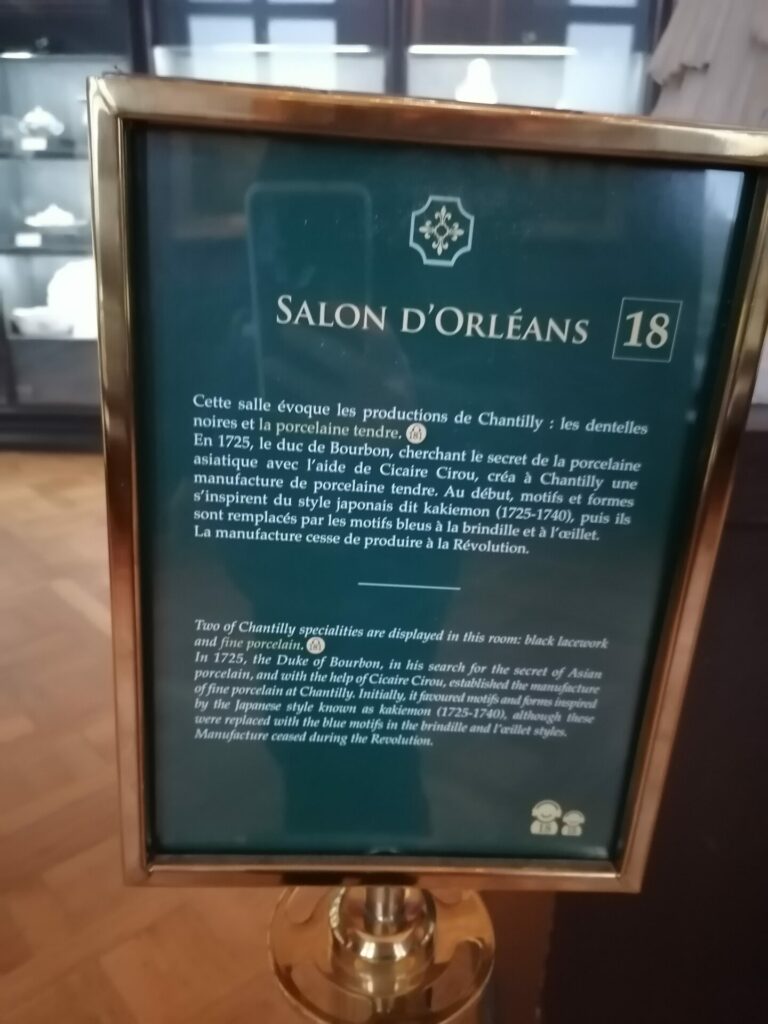 SALON D'ORLÉANS 18
Cette salle évoque les productions de Chantilly : les dentelles
noires et la porcelaine tendre.
En 1725, le duc de Bourbon, cherchant le secret de la porcelaine
asiatique avec l'aide de Cicaire Cirou, créa à Chantilly une
manufacture de porcelaine tendre. Au début, motifs et formes
s'inspirent du style japonais dit kakiemon (1725-1740), puis ils
sont remplacés par les motifs bleus à la brindille et à l'œillet.
La manufacture cesse de produire à la Révolution.
Two of Chantilly specialities are displayed in this room: black lacework
and fine porcelain.
In 1725, the Duke of Bourbon, in his search for the secret of Asian
porcelain, and with the help of Cicaire Cirou, established the manufacture
of fine porcelain at Chantilly. Initially, it favoured motifs and forms inspired
by the Japanese style known as kakiemon (1725-1740), although these
were replaced with the blue motifs in the brindille and l'œillet styles.
Manufacture ceased during the Revolution.
18